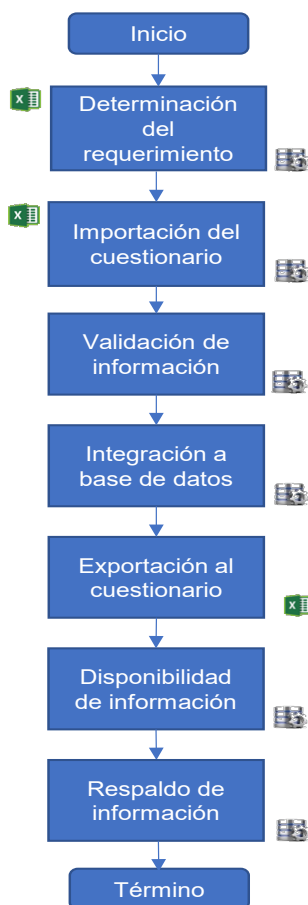 Inicio
Determinación
del
requerimiento
Importación del
cuestionario
Validación de
información
Integración a
base de datos
Exportación al
cuestionario
Disponibilidad
de información
Respaldo de
información
Término